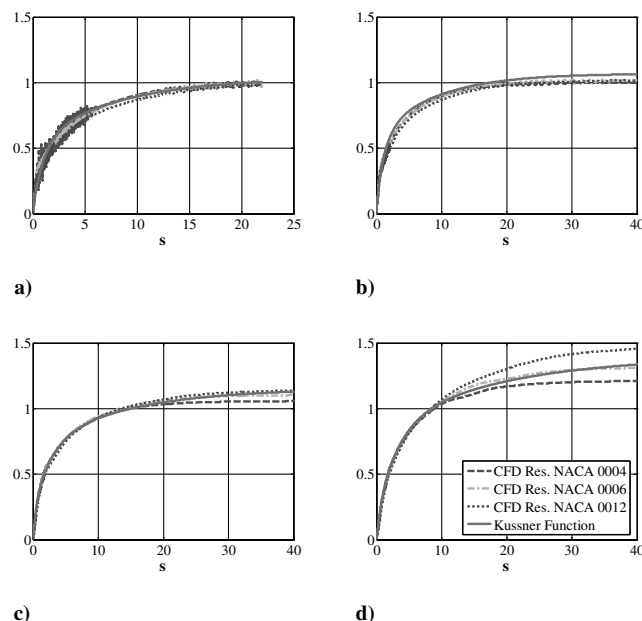 1.5
1
0.5
0
0 5 10 15 20 25
s
a)
1.5
1
0.5
0
0 10 20 30 40
s
b)
1.5
1
0.5
0
0 10 20 30 40
s
c)
1.5
1
0.5
0
0 10 20 30 40
s
CFD Res. NACA 0004
CFD Res. NACA 0006
CFD Res. NACA 0012
Kussner Function
d)